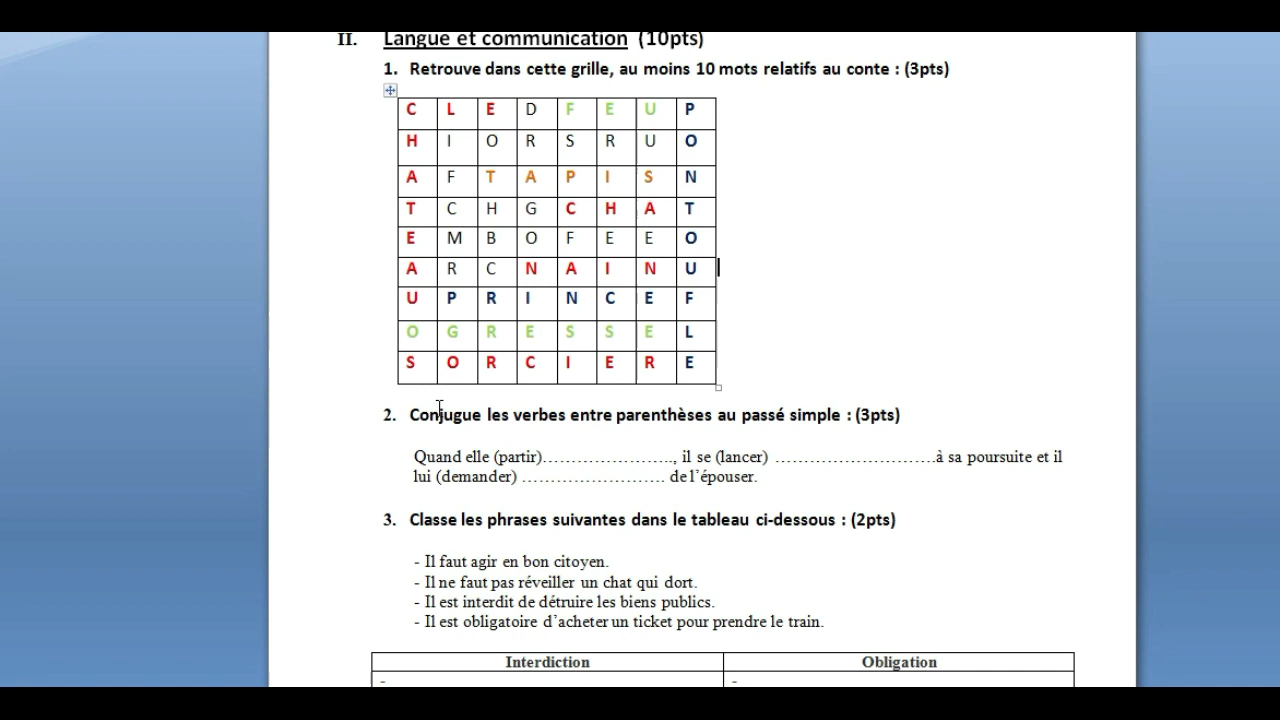 II. Langue et communication (10pts)
1. Retrouve dans cette grille, au moins 10 mots relatifs au conte : (3pts)
C L E D F E U P
H I O R S R U O
A F T A P I S N
T C H G C H A T
E M B O F E E O
A R C N A I N U
U P R I N C E F
O G R E S S E L
S O R C I E R E
2. Conjugue les verbes entre parenthèses au passé simple : (3pts)
Quand elle (partir)…………………..., il se (lancer) ……………………….à sa poursuite et il
lui (demander) ……………………. de l'épouser.
3. Classe les phrases suivantes dans le tableau ci-dessous : (2pts)
- Il faut agir en bon citoyen.
- Il ne faut pas réveiller un chat qui dort.
- Il est interdit de détruire les biens publics.
- Il est obligatoire d'acheter un ticket pour prendre le train.
Interdiction Obligation
- -